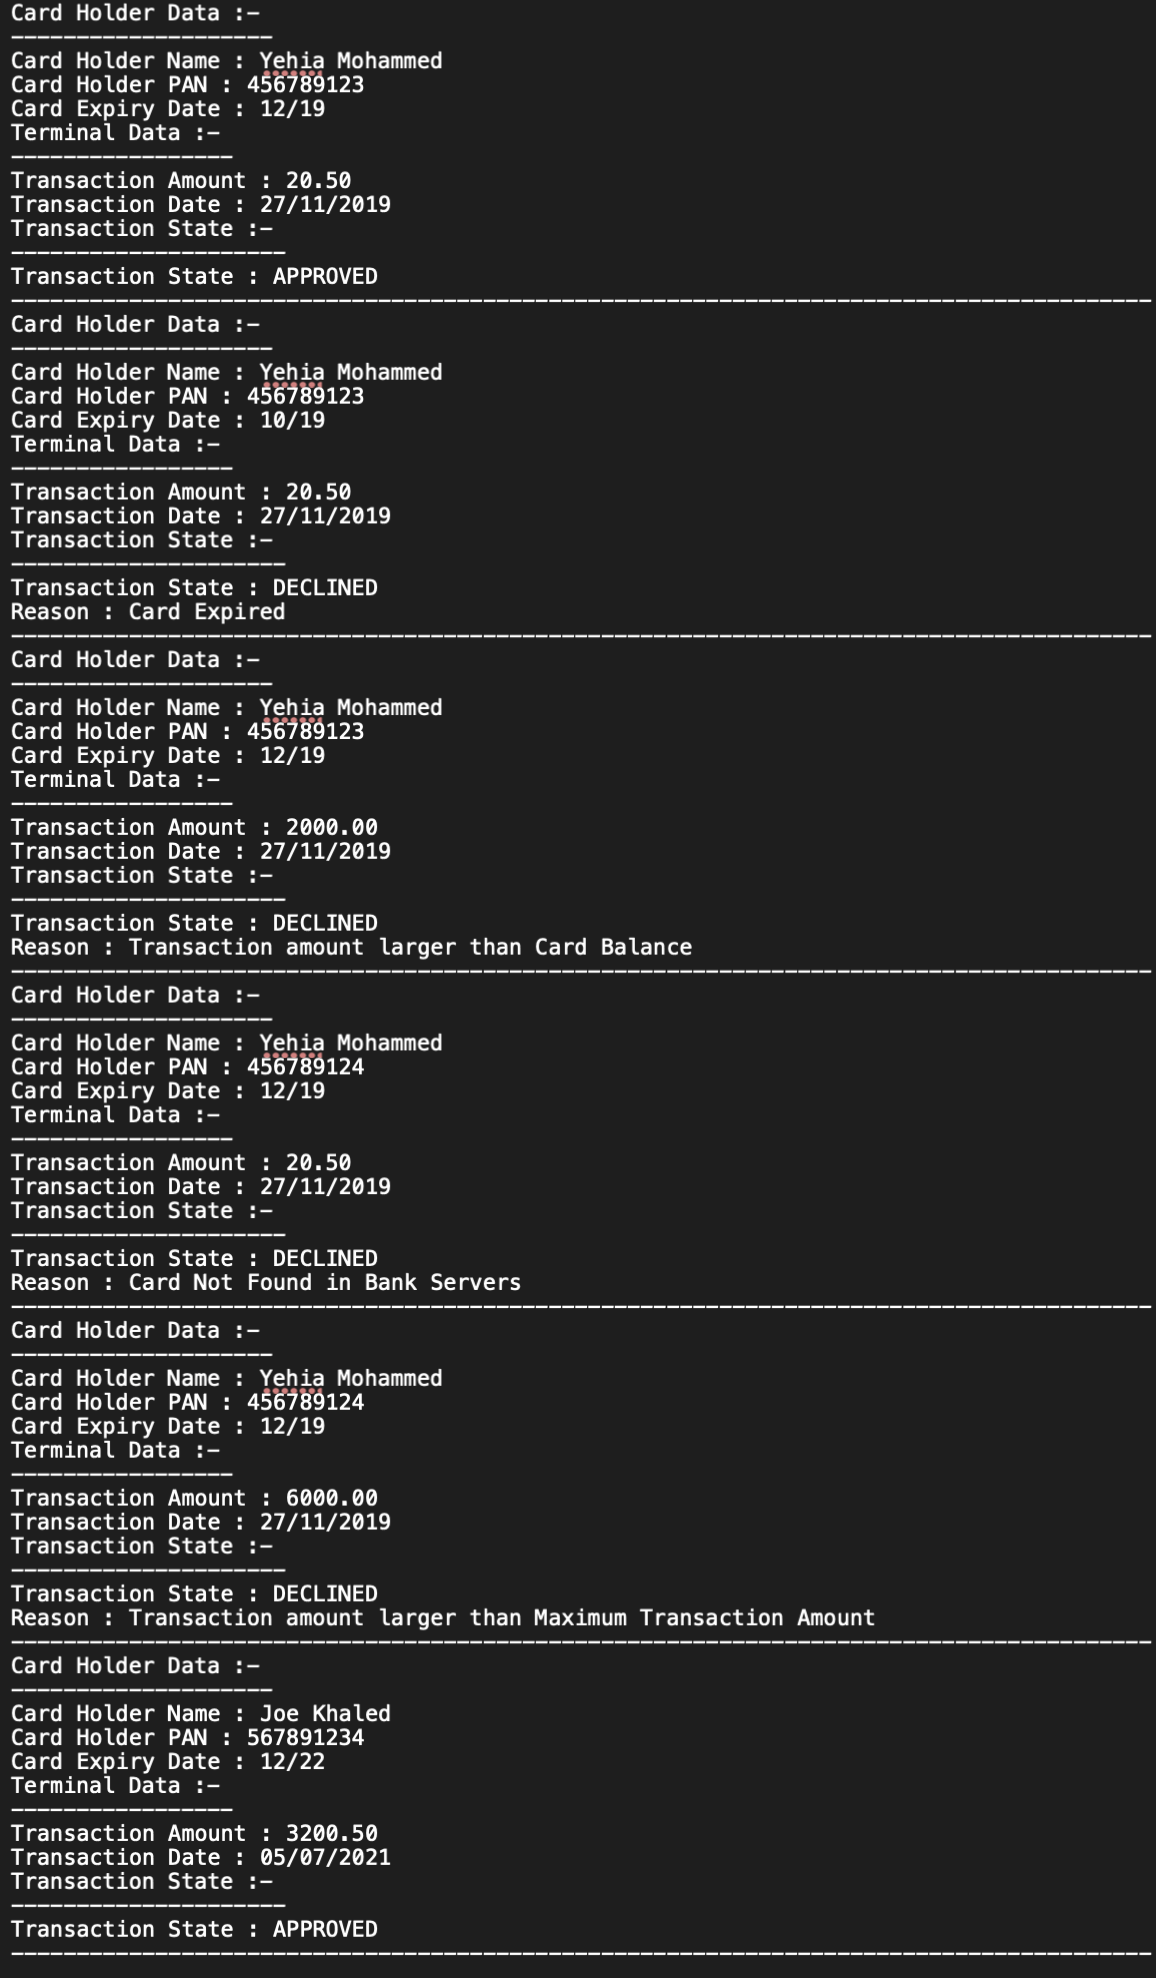 Card Holder Data :-
--------------------
Card Holder Name : Yehia Mohammed
Card Holder PAN : 456789123
Card Expiry Date : 12/19
Terminal Data :-
-----------------
Transaction Amount : 20.50
Transaction Date : 27/11/2019
Transaction State :-
---------------------
Transaction State : APPROVED
---------------------------------------------------------------------------------------
Card Holder Data :-
--------------------
Card Holder Name : Yehia Mohammed
Card Holder PAN : 456789123
Card Expiry Date : 10/19
Terminal Data :-
-----------------
Transaction Amount : 20.50
Transaction Date : 27/11/2019
Transaction State :-
---------------------
Transaction State : DECLINED
Reason : Card Expired
---------------------------------------------------------------------------------------
Card Holder Data :-
--------------------
Card Holder Name : Yehia Mohammed
Card Holder PAN : 456789123
Card Expiry Date : 12/19
Terminal Data :-
-----------------
Transaction Amount : 2000.00
Transaction Date : 27/11/2019
Transaction State :-
---------------------
Transaction State : DECLINED
Reason : Transaction amount larger than Card Balance
---------------------------------------------------------------------------------------
Card Holder Data :-
--------------------
Card Holder Name : Yehia Mohammed
Card Holder PAN : 456789124
Card Expiry Date : 12/19
Terminal Data :-
-----------------
Transaction Amount : 20.50
Transaction Date : 27/11/2019
Transaction State :-
---------------------
Transaction State : DECLINED
Reason : Card Not Found in Bank Servers
---------------------------------------------------------------------------------------
Card Holder Data :-
--------------------
Card Holder Name : Yehia Mohammed
Card Holder PAN : 456789124
Card Expiry Date : 12/19
Terminal Data :-
-----------------
Transaction Amount : 6000.00
Transaction Date : 27/11/2019
Transaction State :-
---------------------
Transaction State : DECLINED
Reason : Transaction amount larger than Maximum Transaction Amount
---------------------------------------------------------------------------------------
Card Holder Data :-
--------------------
Card Holder Name : Joe Khaled
Card Holder PAN : 567891234
Card Expiry Date : 12/22
Terminal Data :-
-----------------
Transaction Amount : 3200.50
Transaction Date : 05/07/2021
Transaction State :-
---------------------
Transaction State : APPROVED
---------------------------------------------------------------------------------------